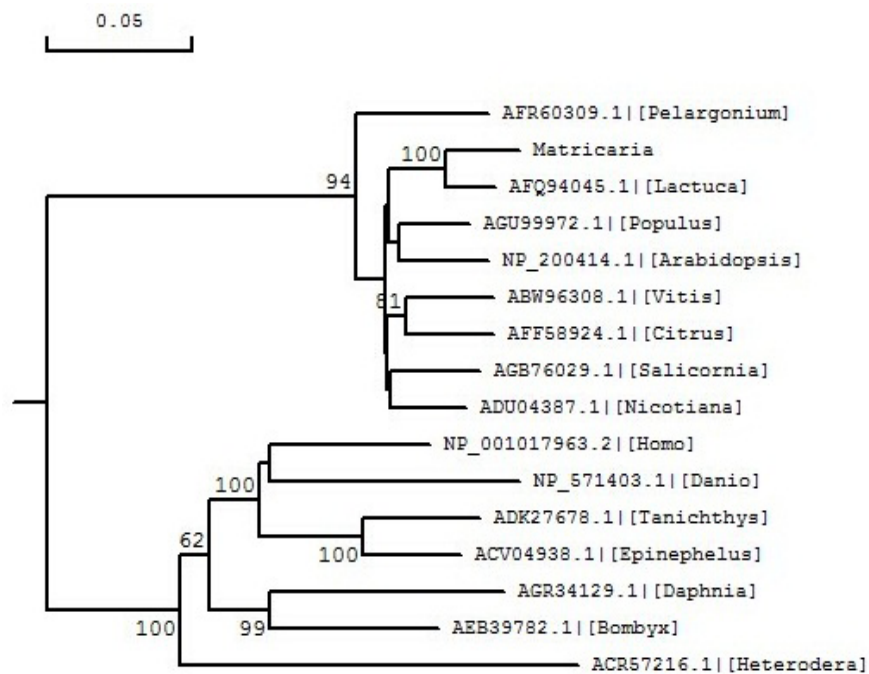 0.05
AFR60309.1|[Pelargonium]
100
Matricaria
94
AFQ94045.1|[Lactuca]
AGU99972.1|[Populus]
NP_200414.1|[Arabidopsis]
81
ABW96308.1|[Vitis]
AFF58924.1|[Citrus]
AGB76029.1|[Salicornia]
ADU04387.1|[Nicotiana]
NP_001017963.2|[Homo]
100
NP_571403.1|[Danio]
ADK27678.1|[Tanichthys]
62
100
ACV04938.1|[Epinephelus]
AGR34129.1|[Daphnia]
100
99
AEB39782.1|[Bombyx]
ACR57216.1|[Heterodera]